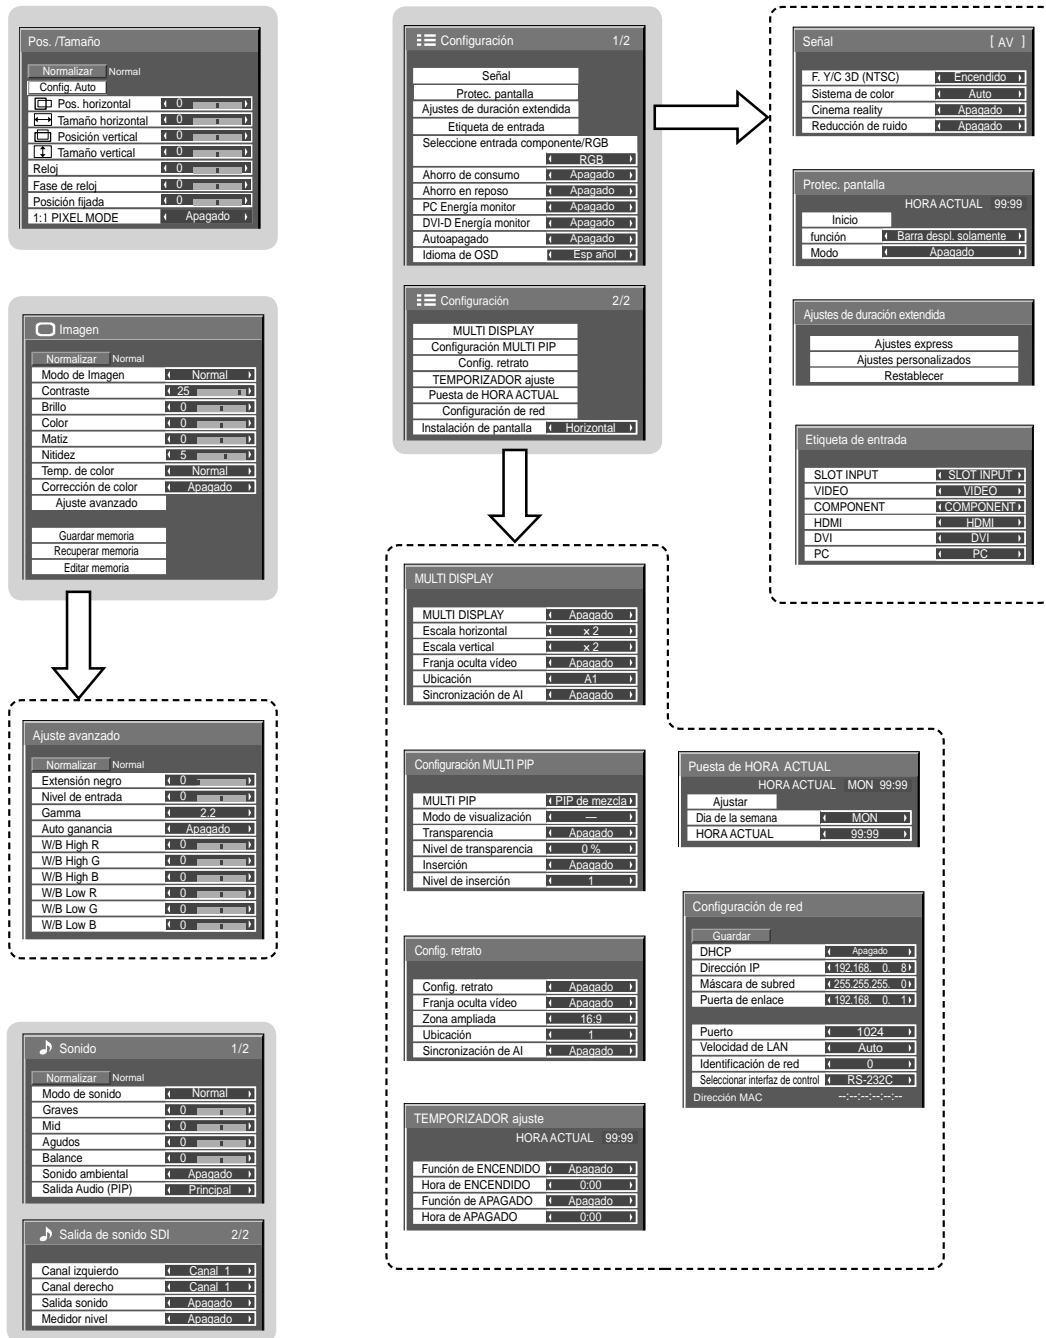 Pos. /Tamaño
Normalizar Normal
Config. Auto
Pos. horizontal 0
Tamaño horizontal 0
Posición vertical 0
Tamaño vertical 0
Reloj 0
Fase de reloj 0
Posición fijada 0
1:1 PIXEL MODE Apagado
Imagen
Normalizar Normal
Modo de Imagen Normal
Contraste 25
Brillo 0
Color 0
Matiz 0
Nitidez 5
Temp. de color Normal
Corrección de color Apagado
Ajuste avanzado
Guardar memoria
Recuperar memoria
Editar memoria
Ajuste avanzado
Normalizar Normal
Extensión negro 0
Nivel de entrada 0
Gamma 2.2
Auto ganancia Apagado
W/B High R 0
W/B High G 0
W/B High B 0
W/B Low R 0
W/B Low G 0
W/B Low B 0
Sonido 1/2
Normalizar Normal
Modo de sonido Normal
Graves 0
Mid 0
Agudos 0
Balance 0
Sonido ambiental Apagado
Salida Audio (PIP) Principal
Salida de sonido SDI 2/2
Canal izquierdo Canal 1
Canal derecho Canal 1
Salida sonido Apagado
Medidor nivel Apagado
Configuración 1/2
Señal
Protec. pantalla
Ajustes de duración extendida
Etiqueta de entrada
Seleccione entrada componente/RGB
RGB
Ahorro de consumo Apagado
Ahorro en reposo Apagado
PC Energía monitor Apagado
DVI-D Energía monitor Apagado
Autoapagado Apagado
Idioma de OSD Esp añol
Configuración 2/2
MULTI DISPLAY
Configuración MULTI PIP
Config. retrato
TEMPORIZADOR ajuste
Puesta de HORA ACTUAL
Configuración de red
Instalación de pantalla Horizontal
MULTI DISPLAY
MULTI DISPLAY Apagado
Escala horizontal × 2
Escala vertical × 2
Franja oculta vídeo Apagado
Ubicación A1
Sincronización de AI Apagado
Configuración MULTI PIP
MULTI PIP PIP de mezcla
Modo de visualización —
Transparencia Apagado
Nivel de transparencia 0 %
Inserción Apagado
Nivel de inserción 1
Config. retrato
Config. retrato Apagado
Franja oculta vídeo Apagado
Zona ampliada 16:9
Ubicación 1
Sincronización de AI Apagado
TEMPORIZADOR ajuste
HORA ACTUAL 99:99
Función de ENCENDIDO Apagado
Hora de ENCENDIDO 0:00
Función de APAGADO Apagado
Hora de APAGADO 0:00
Puesta de HORA ACTUAL
HORA ACTUAL MON 99:99
Ajustar
Dia de la semana MON
HORA ACTUAL 99:99
Configuración de red
Guardar
DHCP Apagado
Dirección IP 192.168. 0. 8
Máscara de subred 255.255.255. 0
Puerta de enlace 192.168. 0. 1
Puerto 1024
Velocidad de LAN Auto
Identificación de red 0
Seleccionar interfaz de control RS-232C
Dirección MAC --:--:--:--:--:--
Señal [ AV ]
F. Y/C 3D (NTSC) Encendido
Sistema de color Auto
Cinema reality Apagado
Reducción de ruido Apagado
Protec. pantalla
HORA ACTUAL 99:99
Inicio
función Barra despl. solamente
Modo Apagado
Ajustes de duración extendida
Ajustes express
Ajustes personalizados
Restablecer
Etiqueta de entrada
SLOT INPUT SLOT INPUT
VIDEO VIDEO
COMPONENT COMPONENT
HDMI HDMI
DVI DVI
PC PC